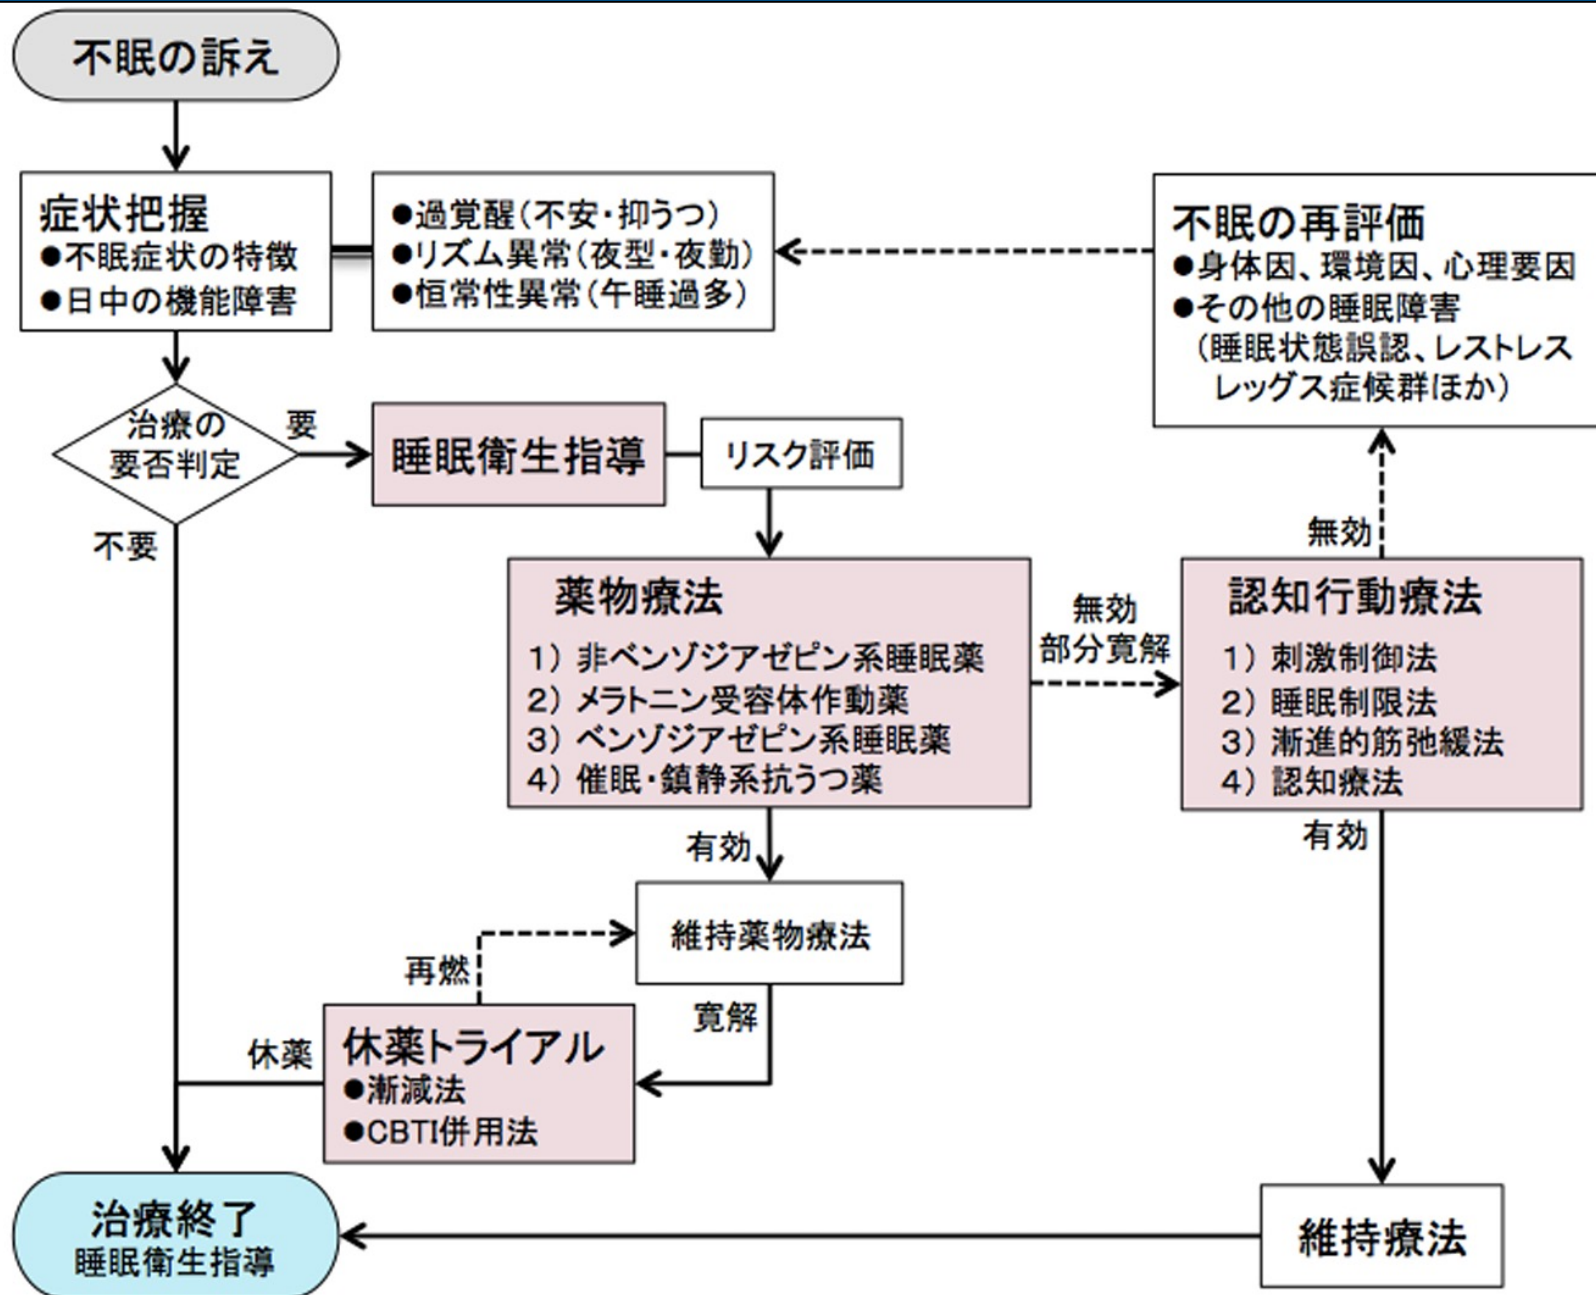 不眠の訴え
症状把握
●不眠症状の特徴
●日中の機能障害
●過覚醒(不安・抑うつ)
●リズム異常(夜型・夜勤)
●恒常性異常(午睡過多)
不眠の再評価
●身体因、環境因、心理要因
●その他の睡眠障害
(睡眠状態誤認、レストレス
レッグス症候群ほか)
治療の
要否判定
要
睡眠衛生指導
リスク評価
不要
薬物療法
1) 非ベンゾジアゼピン系睡眠薬
2) メラトニン受容体作動薬
3) ベンゾジアゼピン系睡眠薬
4) 催眠・鎮静系抗うつ薬
無効
部分寛解
無効
認知行動療法
1) 刺激制御法
2) 睡眠制限法
3) 漸進的筋弛緩法
4) 認知療法
有効
有効
維持薬物療法
再燃
寛解
休薬
休薬トライアル
●漸減法
●CBTI併用法
治療終了
睡眠衛生指導
維持療法